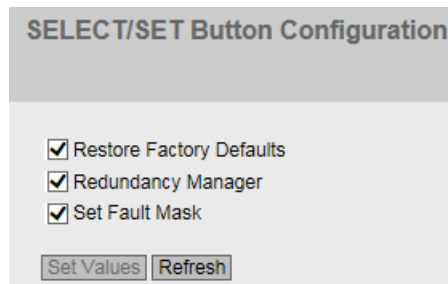 SELECT/SET Button Configuration
Restore Factory Defaults
Redundancy Manager
Set Fault Mask
Set Values Refresh